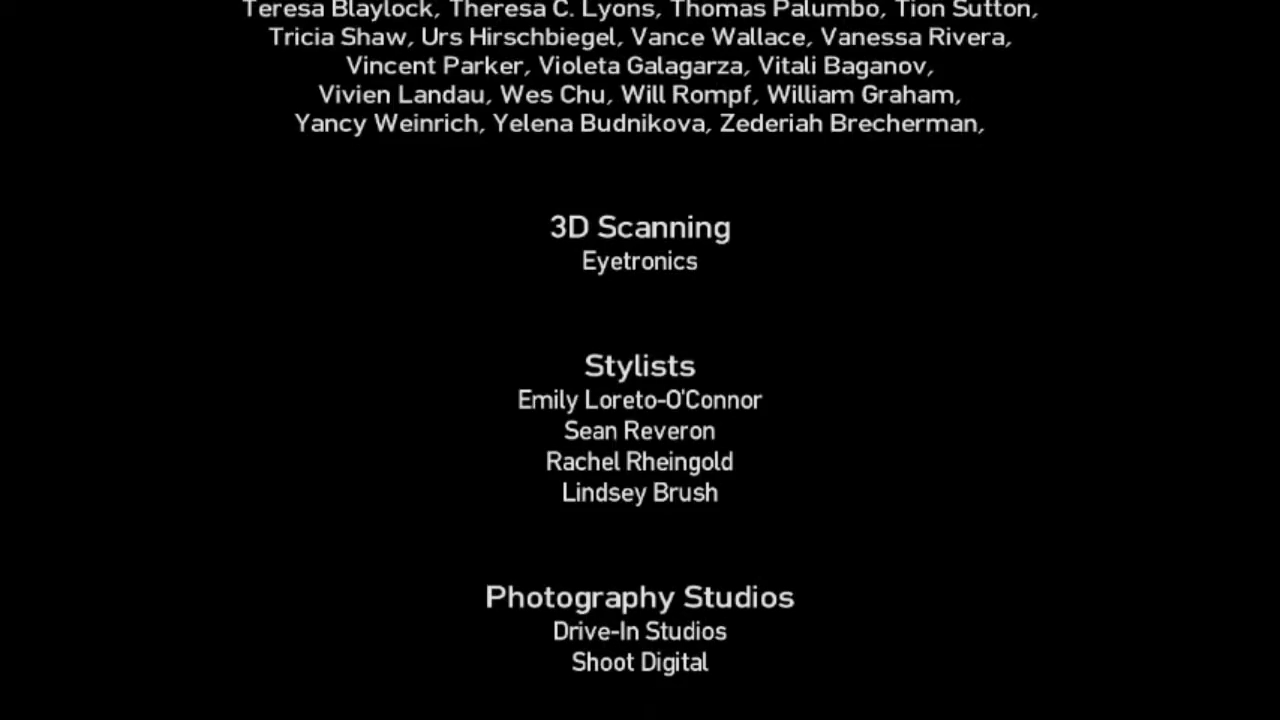 Teresa Blaylock, Theresa C. Lyons, Thomas Palumbo, Tion Sutton,
Tricia Shaw, Urs Hirschbiegel, Vance Wallace, Vanessa Rivera,
Vincent Parker, Violeta Galagarza, Vitali Baganov,
Vivien Landau, Wes Chu, Will Rompf, William Graham,
Yancy Weinrich, Yelena Budnikova, Zederiah Brecherman,
3D Scanning
Eyetronics
Stylists
Emily Loreto-O'Connor
Sean Reveron
Rachel Rheingold
Lindsey Brush
Photography Studios
Drive-In Studios
Shoot Digital